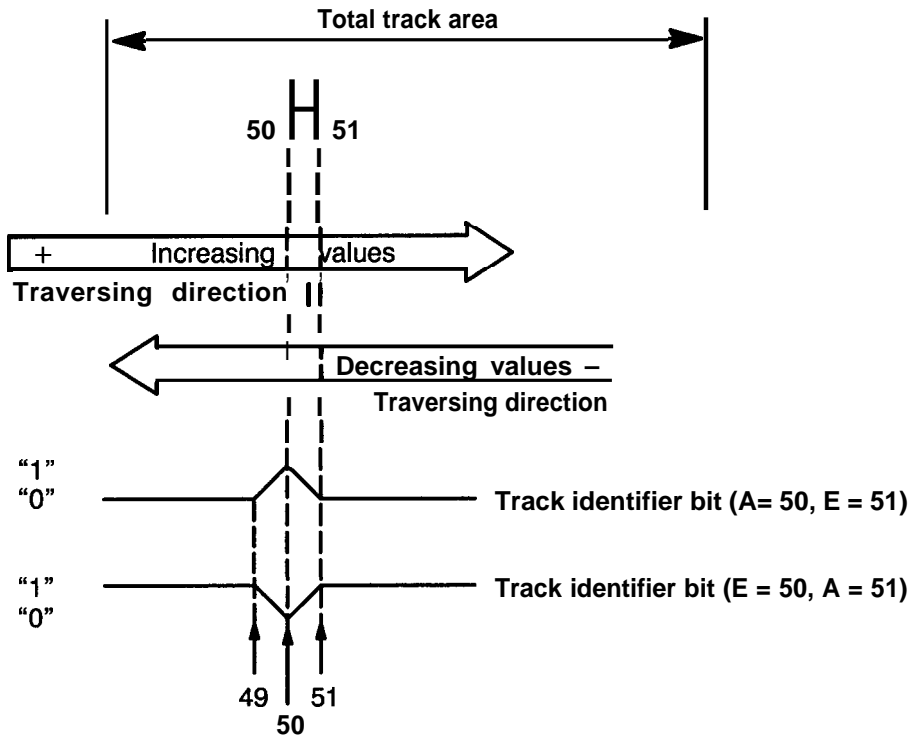 Total track area
50 51
+ Increasing values
Traversing direction
Decreasing values –
Traversing direction
“1”
“0”
Track identifier bit (A= 50, E = 51)
“1”
“0”
Track identifier bit (E = 50, A = 51)
49 51
50